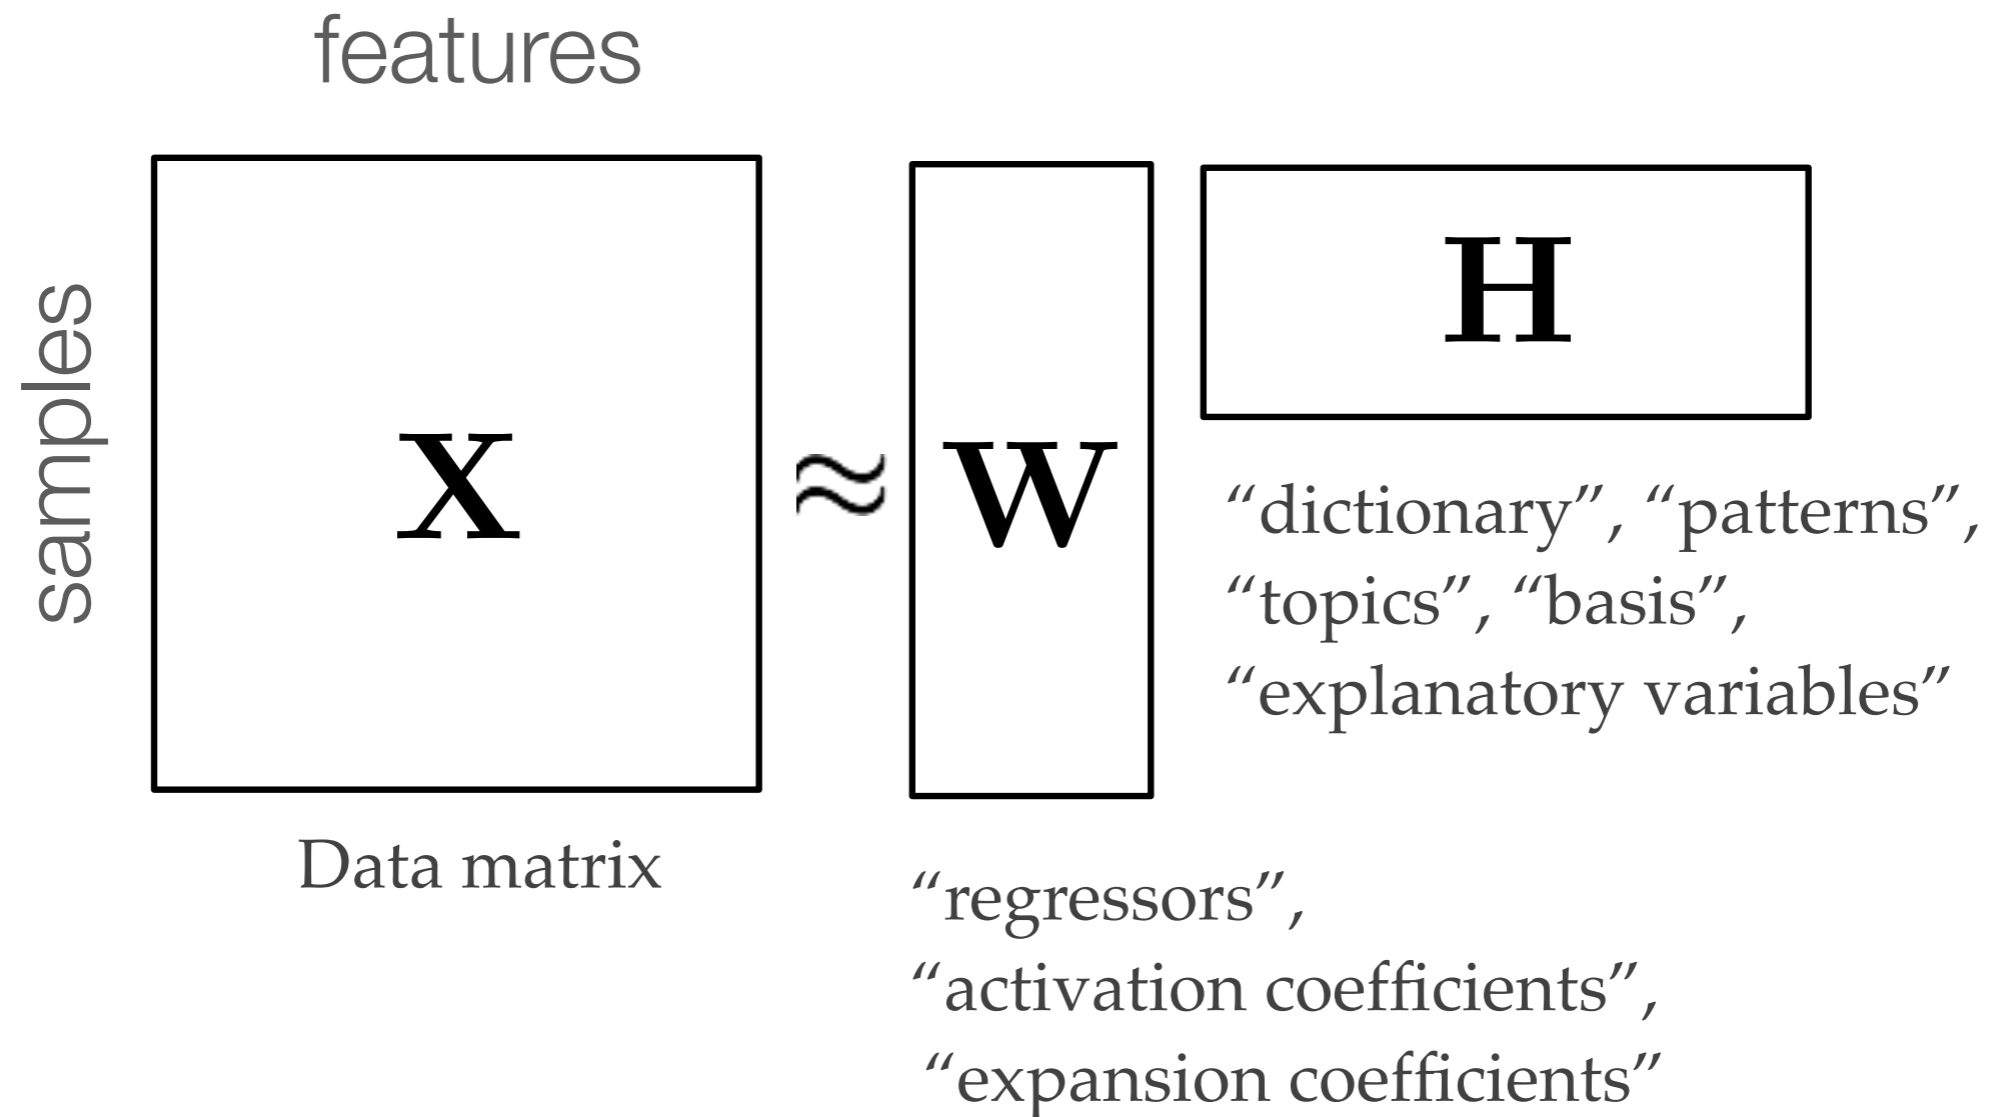 features
samples
X
≈
W
H
“dictionary”, “patterns”,
“topics”, “basis”,
“explanatory variables”
Data matrix
“regressors”,
“activation coefficients”,
“expansion coefficients”